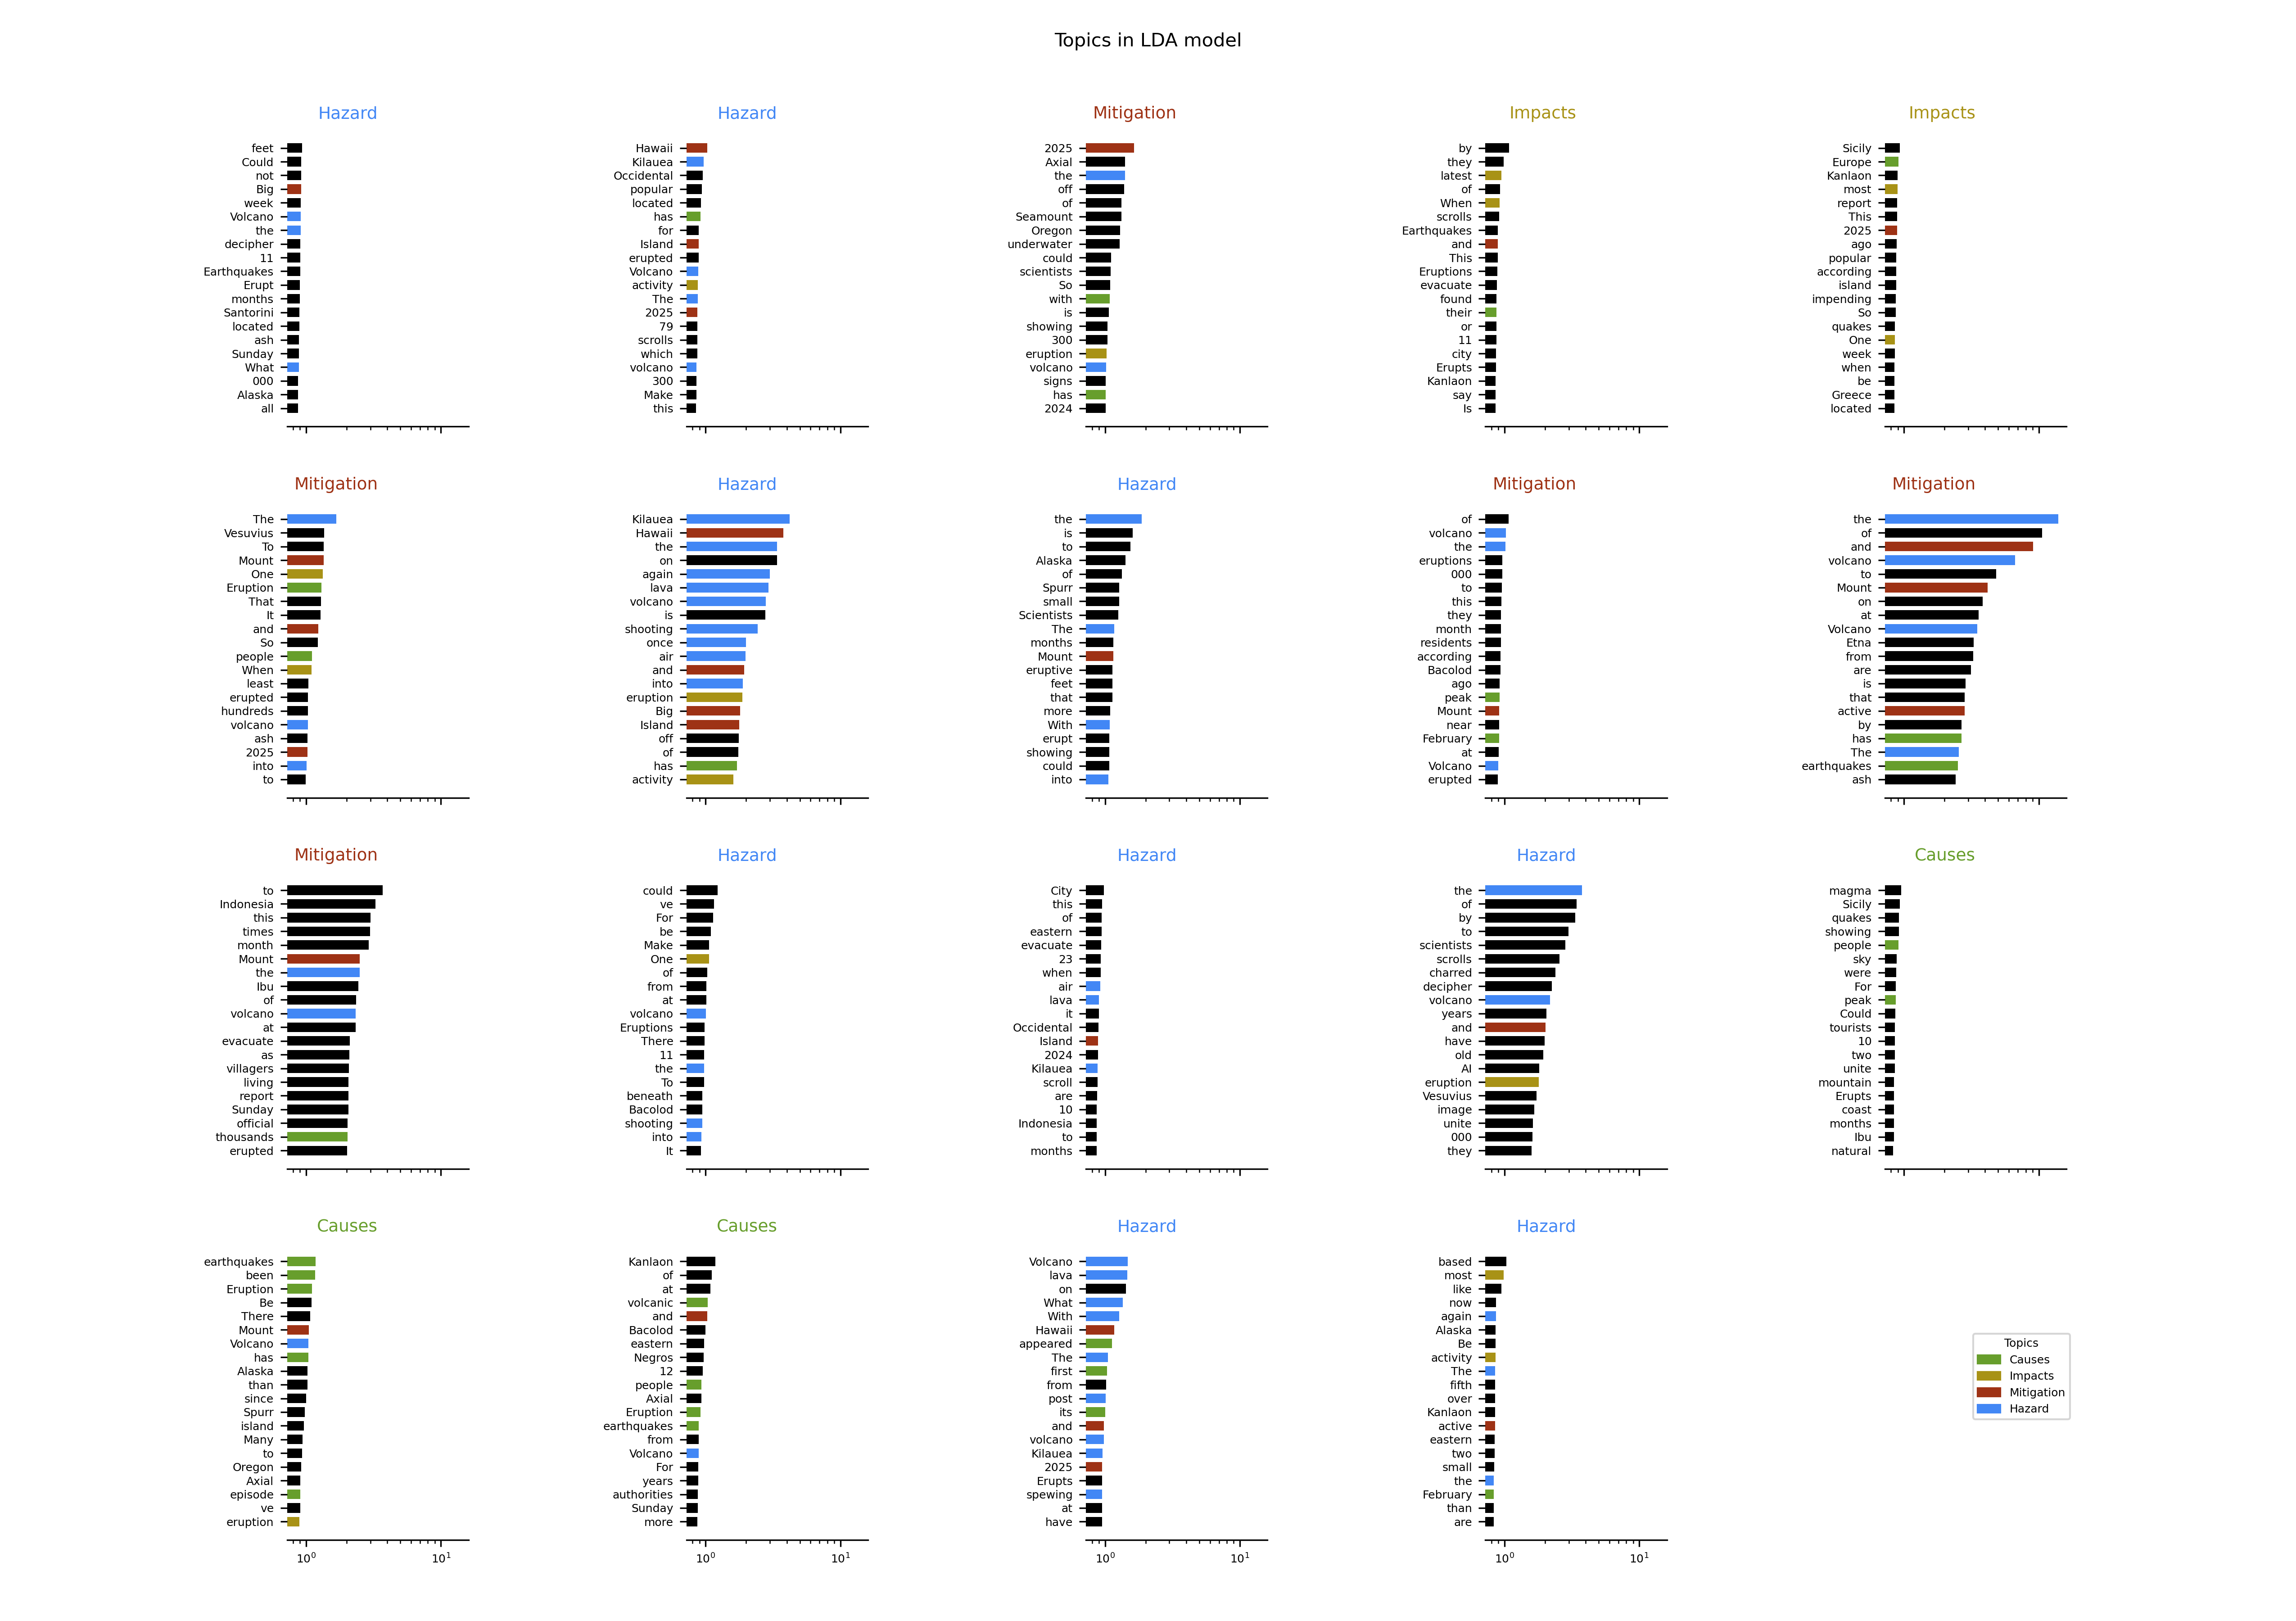 Topics in LDA model
Hazard
feet
Could
not
Big
week
Volcano
the
decipher
11
Earthquakes
Erupt
months
Santorini
located
ash
Sunday
What
000
Alaska
all
Hazard
Hawaii
Kilauea
Occidental
popular
located
has
for
Island
erupted
Volcano
activity
The
2025
79
scrolls
which
volcano
300
Make
this
Mitigation
2025
Axial
the
off
of
Seamount
Oregon
underwater
could
scientists
So
with
is
showing
300
eruption
volcano
signs
has
2024
Impacts
by
they
latest
of
When
scrolls
Earthquakes
and
This
Eruptions
evacuate
found
their
or
11
city
Erupts
Kanlaon
say
Is
Impacts
Sicily
Europe
Kanlaon
most
report
This
2025
ago
popular
according
island
impending
So
quakes
One
week
when
be
Greece
located
Mitigation
The
Vesuvius
To
Mount
One
Eruption
That
It
and
So
people
When
least
erupted
hundreds
volcano
ash
2025
into
to
Hazard
Kilauea
Hawaii
the
on
again
lava
volcano
is
shooting
once
air
and
into
eruption
Big
Island
off
of
has
activity
Hazard
the
is
to
Alaska
of
Spurr
small
Scientists
The
months
Mount
eruptive
feet
that
more
With
erupt
showing
could
into
Mitigation
of
volcano
the
eruptions
000
to
this
they
month
residents
according
Bacolod
ago
peak
Mount
near
February
at
Volcano
erupted
Mitigation
the
of
and
volcano
to
Mount
on
at
Volcano
Etna
from
are
is
that
active
by
has
The
earthquakes
ash
Mitigation
to
Indonesia
this
times
month
Mount
the
Ibu
of
volcano
at
evacuate
as
villagers
living
report
Sunday
official
thousands
erupted
Hazard
could
ve
For
be
Make
One
of
from
at
volcano
Eruptions
There
11
the
To
beneath
Bacolod
shooting
into
It
Hazard
City
this
of
eastern
evacuate
23
when
air
lava
it
Occidental
Island
2024
Kilauea
scroll
are
10
Indonesia
to
months
Hazard
the
of
by
to
scientists
scrolls
charred
decipher
volcano
years
and
have
old
AI
eruption
Vesuvius
image
unite
000
they
Causes
magma
Sicily
quakes
showing
people
sky
were
For
peak
Could
tourists
10
two
unite
mountain
Erupts
coast
months
Ibu
natural
Causes
earthquakes
been
Eruption
Be
There
Mount
Volcano
has
Alaska
than
since
Spurr
island
Many
to
Oregon
Axial
episode
ve
eruption
10⁰ 10¹
Causes
Kanlaon
of
at
volcanic
and
Bacolod
eastern
Negros
12
people
Axial
Eruption
earthquakes
from
Volcano
For
years
authorities
Sunday
more
10⁰ 10¹
Hazard
Volcano
lava
on
What
With
Hawaii
appeared
The
first
from
post
its
and
volcano
Kilauea
2025
Erupts
spewing
at
have
10⁰ 10¹
Hazard
based
most
like
now
again
Alaska
Be
activity
The
fifth
over
Kanlaon
active
eastern
two
small
the
February
than
are
10⁰ 10¹
Topics
Causes
Impacts
Mitigation
Hazard